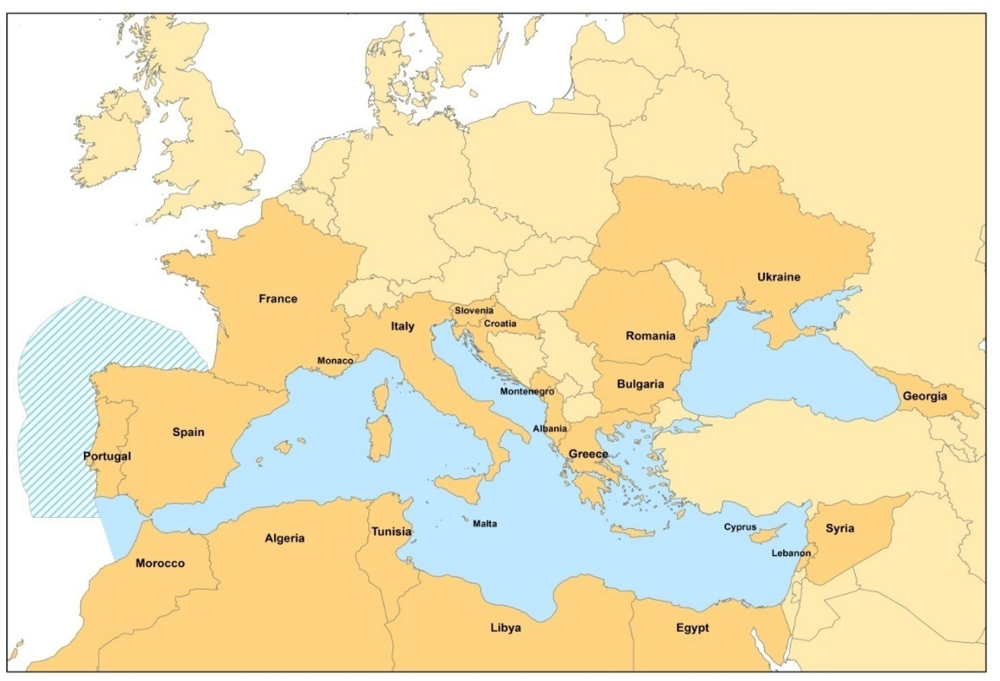 Ukraine
France
Slovenia
Croatia
Italy
Romania
Monaco
Bulgaria
Montenegro
Georgia
Albania
Spain
Portugal
Greece
Malta
Cyprus
Syria
Tunisia
Algeria
Lebanon
Morocco
Libya
Egypt